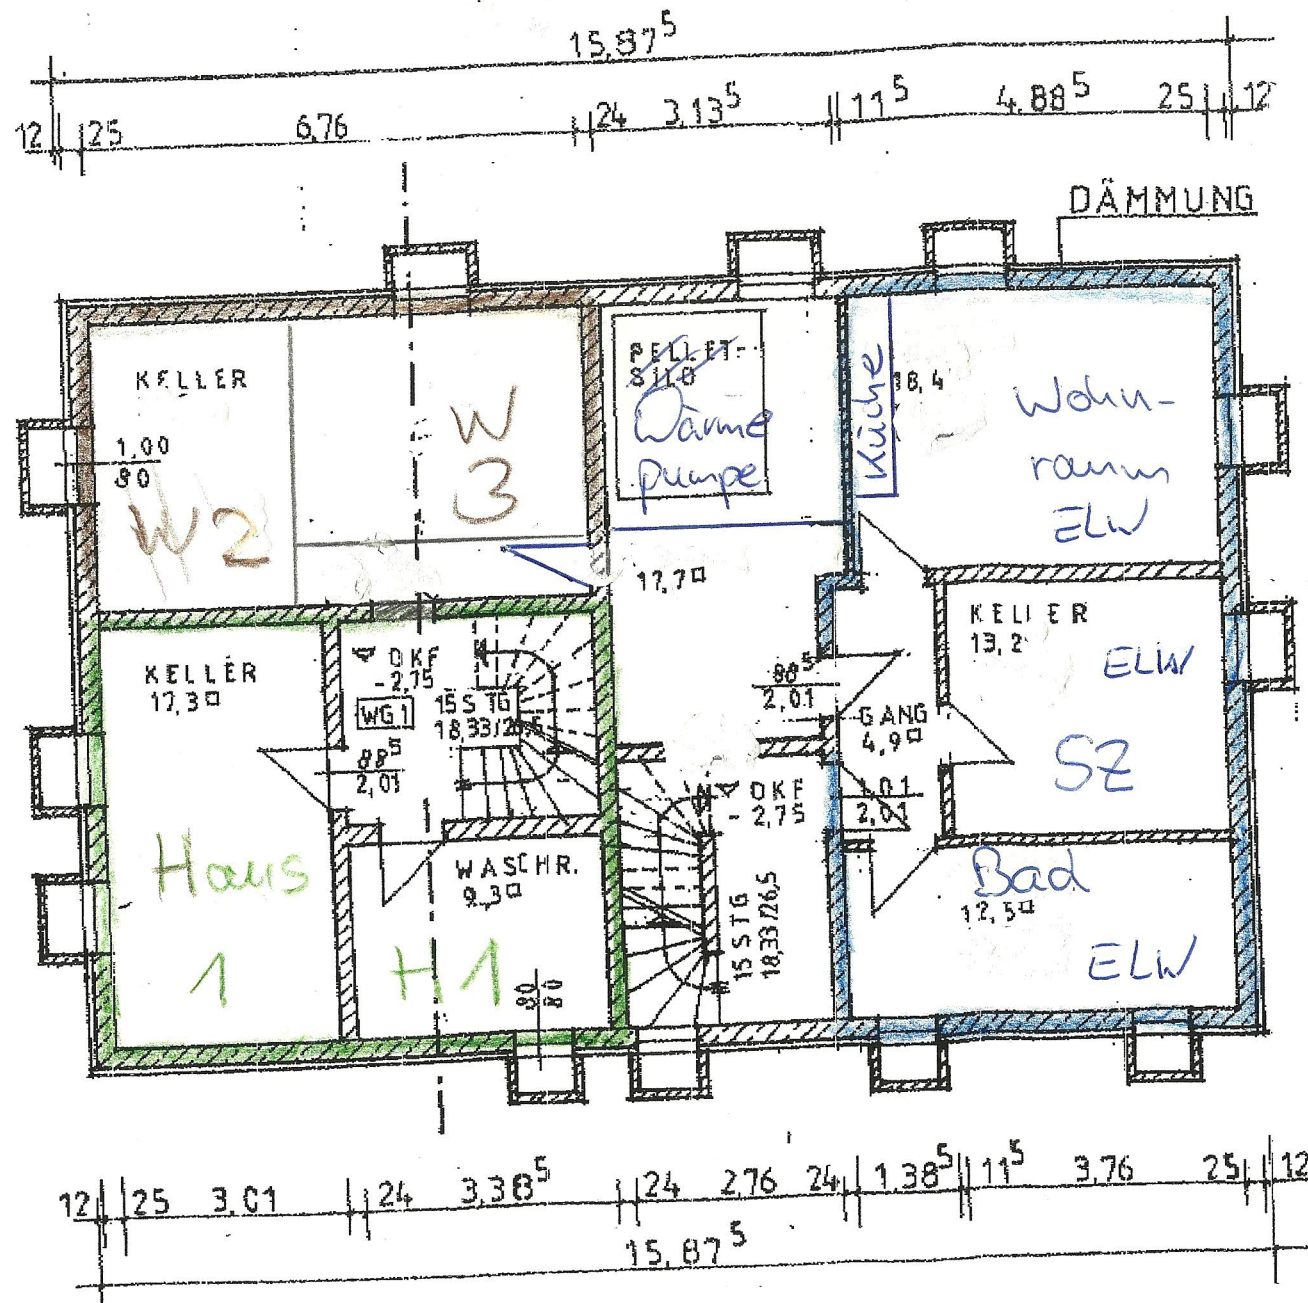 15,87⁵
12 25 6,76 24 3,13⁵ 11⁵ 4,88⁵ 25 12
DÄMMUNG
KELLER
1,00
80
W2
W
3
PELLET-
SILO
Wärme
pumpe
Küche
18,4
Wohn-
raum
ELW
17,7□
KELLER
17,3□
OKF
-2,75
WG1
15 STG
18,33/26,5
88⁵
2,01
88⁵
2,01
GANG
4,9□
KELLER
13,2
ELW
SZ
1,01
2,01
OKF
- 2,75
15 STG
18,33/26,5
Haus
1
WASCHR.
9,3□
H1
80
80
Bad
12,5□
ELW
12 25 3,01 24 3,38⁵ 24 2,76 24 1,38⁵ 11⁵ 3,76 25 12
15,87⁵